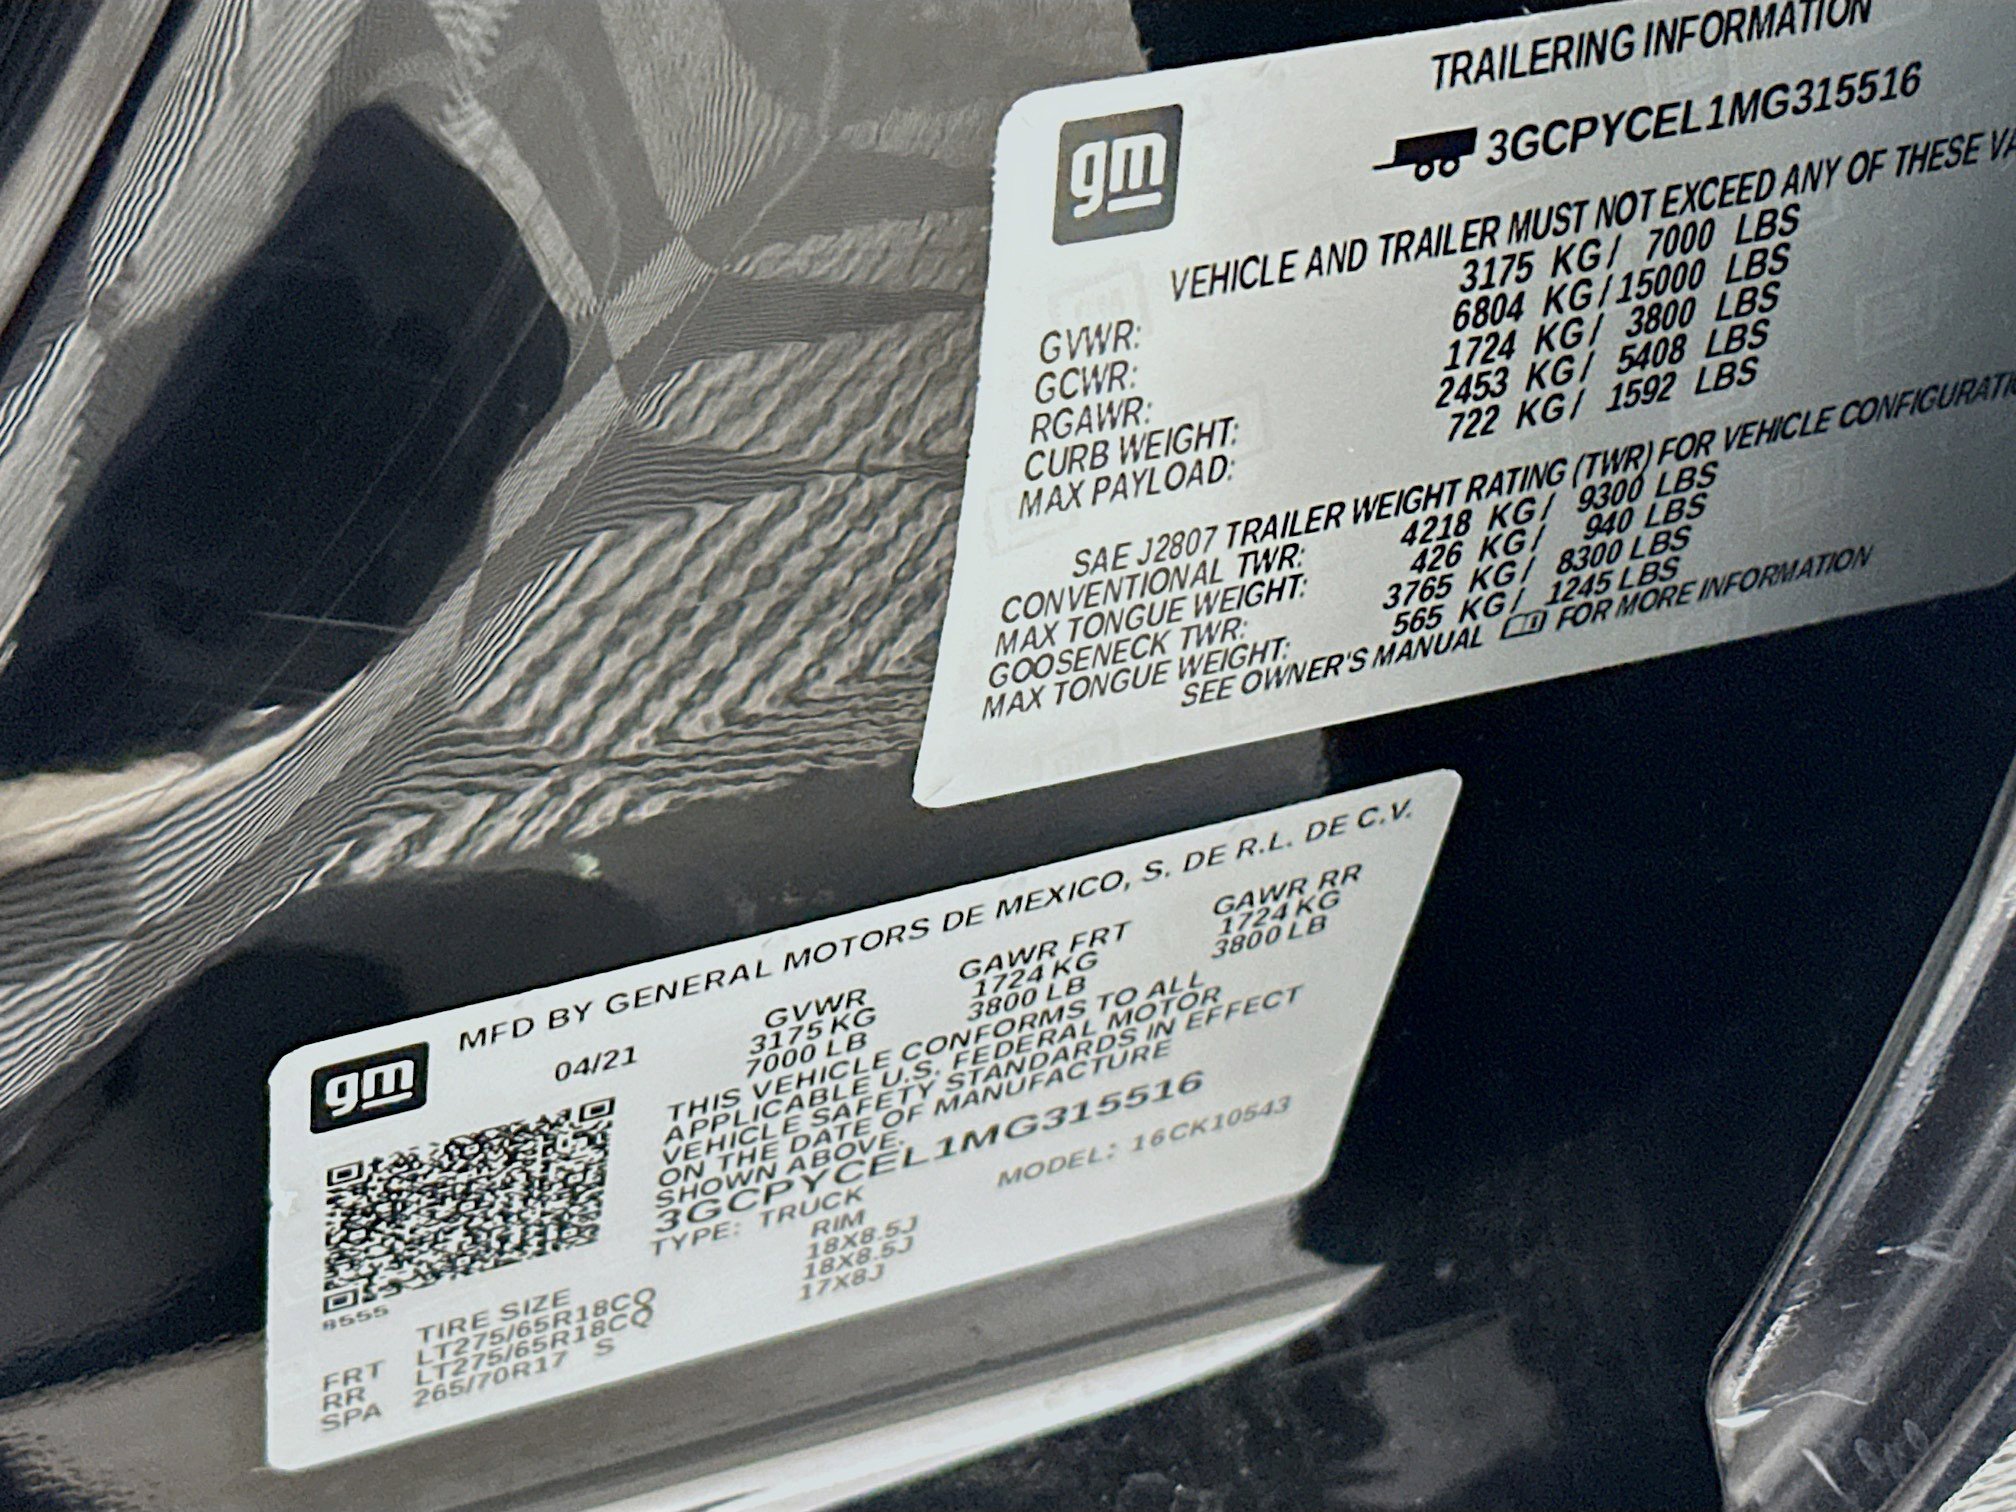 TRAILERING INFORMATION
gm
3GCPYCEL1MG315516
VEHICLE AND TRAILER MUST NOT EXCEED ANY OF THESE
GVWR: 3175 KG/ 7000 LBS
GCWR: 6804 KG/15000 LBS
RGAWR: 1724 KG/ 3800 LBS
CURB WEIGHT: 2453 KG/ 5408 LBS
MAX PAYLOAD: 722 KG/ 1592 LBS
SAE J2807 TRAILER WEIGHT RATING (TWR) FOR VEHICLE
CONVENTIONAL TWR: 4218 KG/ 9300 LBS
MAX TONGUE WEIGHT: 426 KG/ 940 LBS
GOOSENECK TWR: 3765 KG/ 8300 LBS
MAX TONGUE WEIGHT: 565 KG/ 1245 LBS
SEE OWNER'S MANUAL FOR MORE INFORMATION
gm
MFD BY GENERAL MOTORS DE MEXICO, S. DE R.L. DE C.V.
04/21 GVWR GAWR FRT GAWR RR
3175 KG 1724 KG 1724 KG
7000 LB 3800 LB 3800 LB
THIS VEHICLE CONFORMS TO ALL
APPLICABLE U.S. FEDERAL MOTOR
VEHICLE SAFETY STANDARDS IN EFFECT
ON THE DATE OF MANUFACTURE
SHOWN ABOVE.
3GCPYCEL1MG315516
TYPE: TRUCK MODEL: 16CK10543
8555
TIRE SIZE RIM
FRT LT275/65R18CQ 18X8.5J
RR LT275/65R18CQ 18X8.5J
SPA 265/70R17 S 17X8J